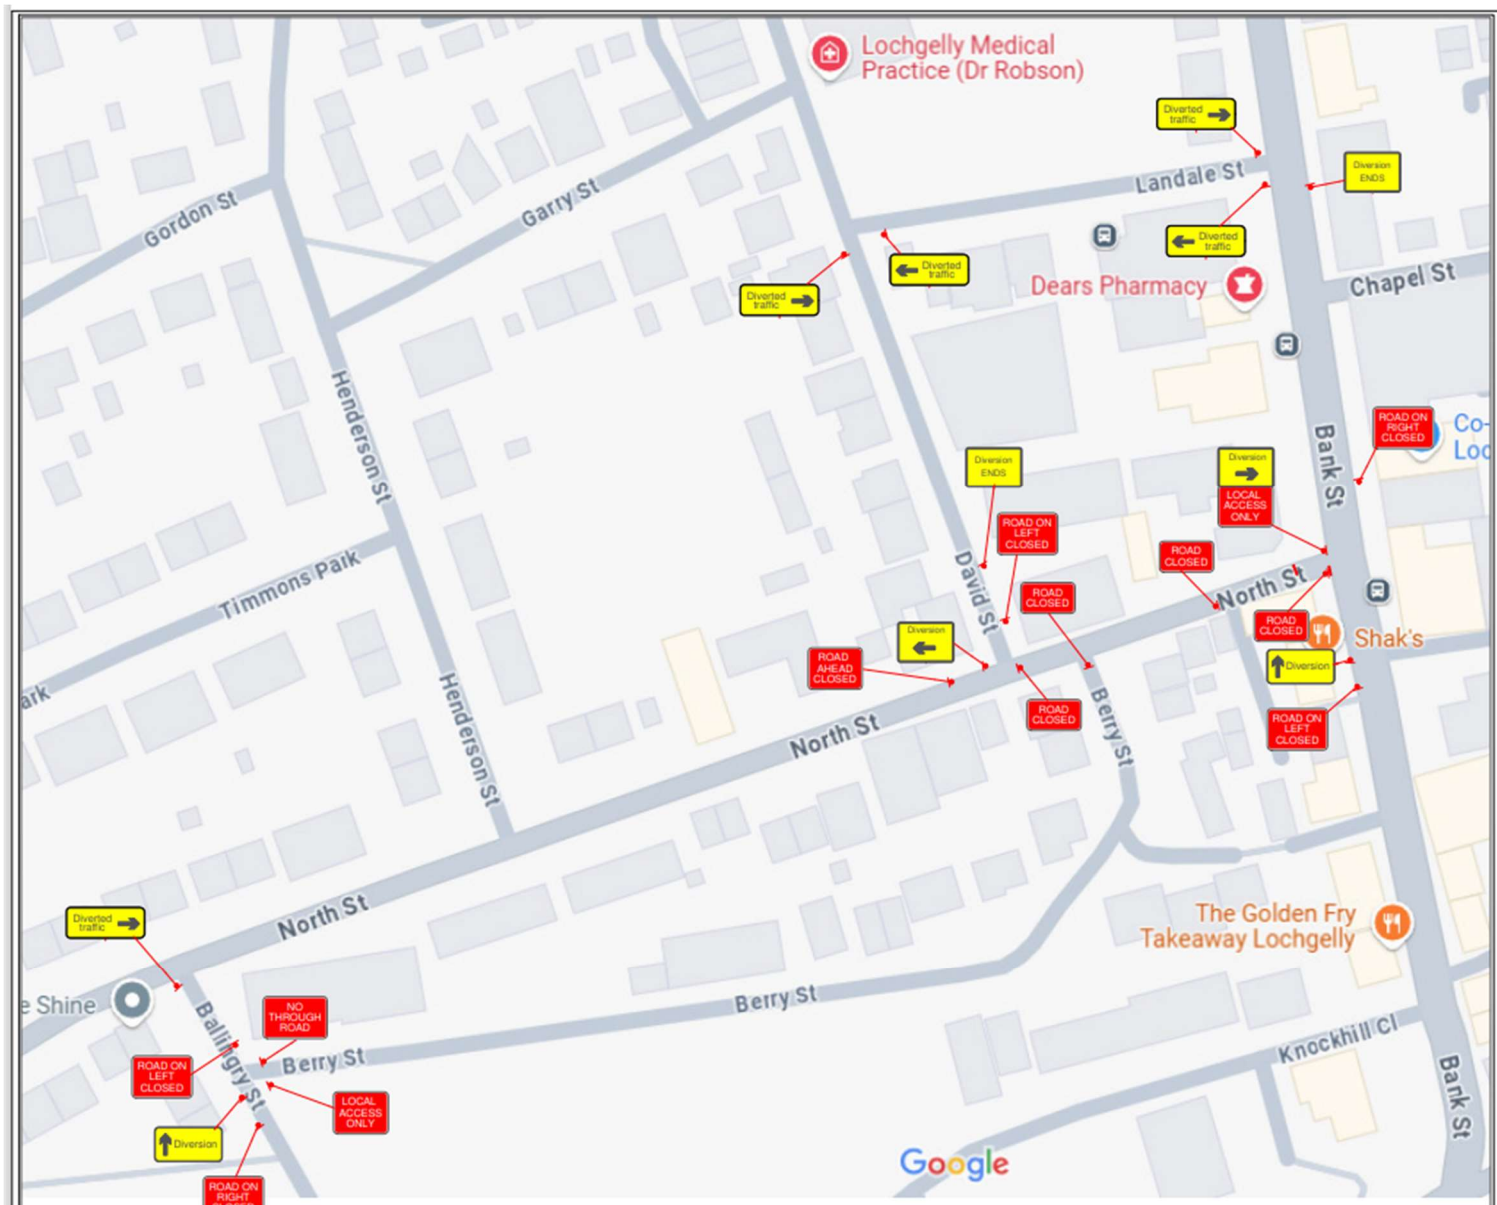 Lochgelly Medical
Practice (Dr Robson)
Diverted
traffic
Diversion
ENDS
Landale St
Gordon St
Garry St
Diverted
traffic
Diverted
traffic
Diverted
traffic
Dears Pharmacy
Chapel St
Henderson St
Bank St
ROAD ON
RIGHT
CLOSED
Co-
Loc
Diversion
ENDS
Diversion
LOCAL
ACCESS
ONLY
ROAD ON
LEFT
CLOSED
ROAD
CLOSED
Timmons Park
David St
ROAD
CLOSED
North St
ROAD
CLOSED
Shak's
Diversion
ROAD
AHEAD
CLOSED
Diversion
ark
Henderson St
ROAD
CLOSED
Berry St
ROAD ON
LEFT
CLOSED
North St
North St
Diverted
traffic
The Golden Fry
Takeaway Lochgelly
e Shine
Ballingry St
NO
THROUGH
ROAD
Berry St
Berry St
Knockhill Cl
ROAD ON
LEFT
CLOSED
LOCAL
ACCESS
ONLY
Bank St
Diversion
Google
ROAD ON
RIGHT